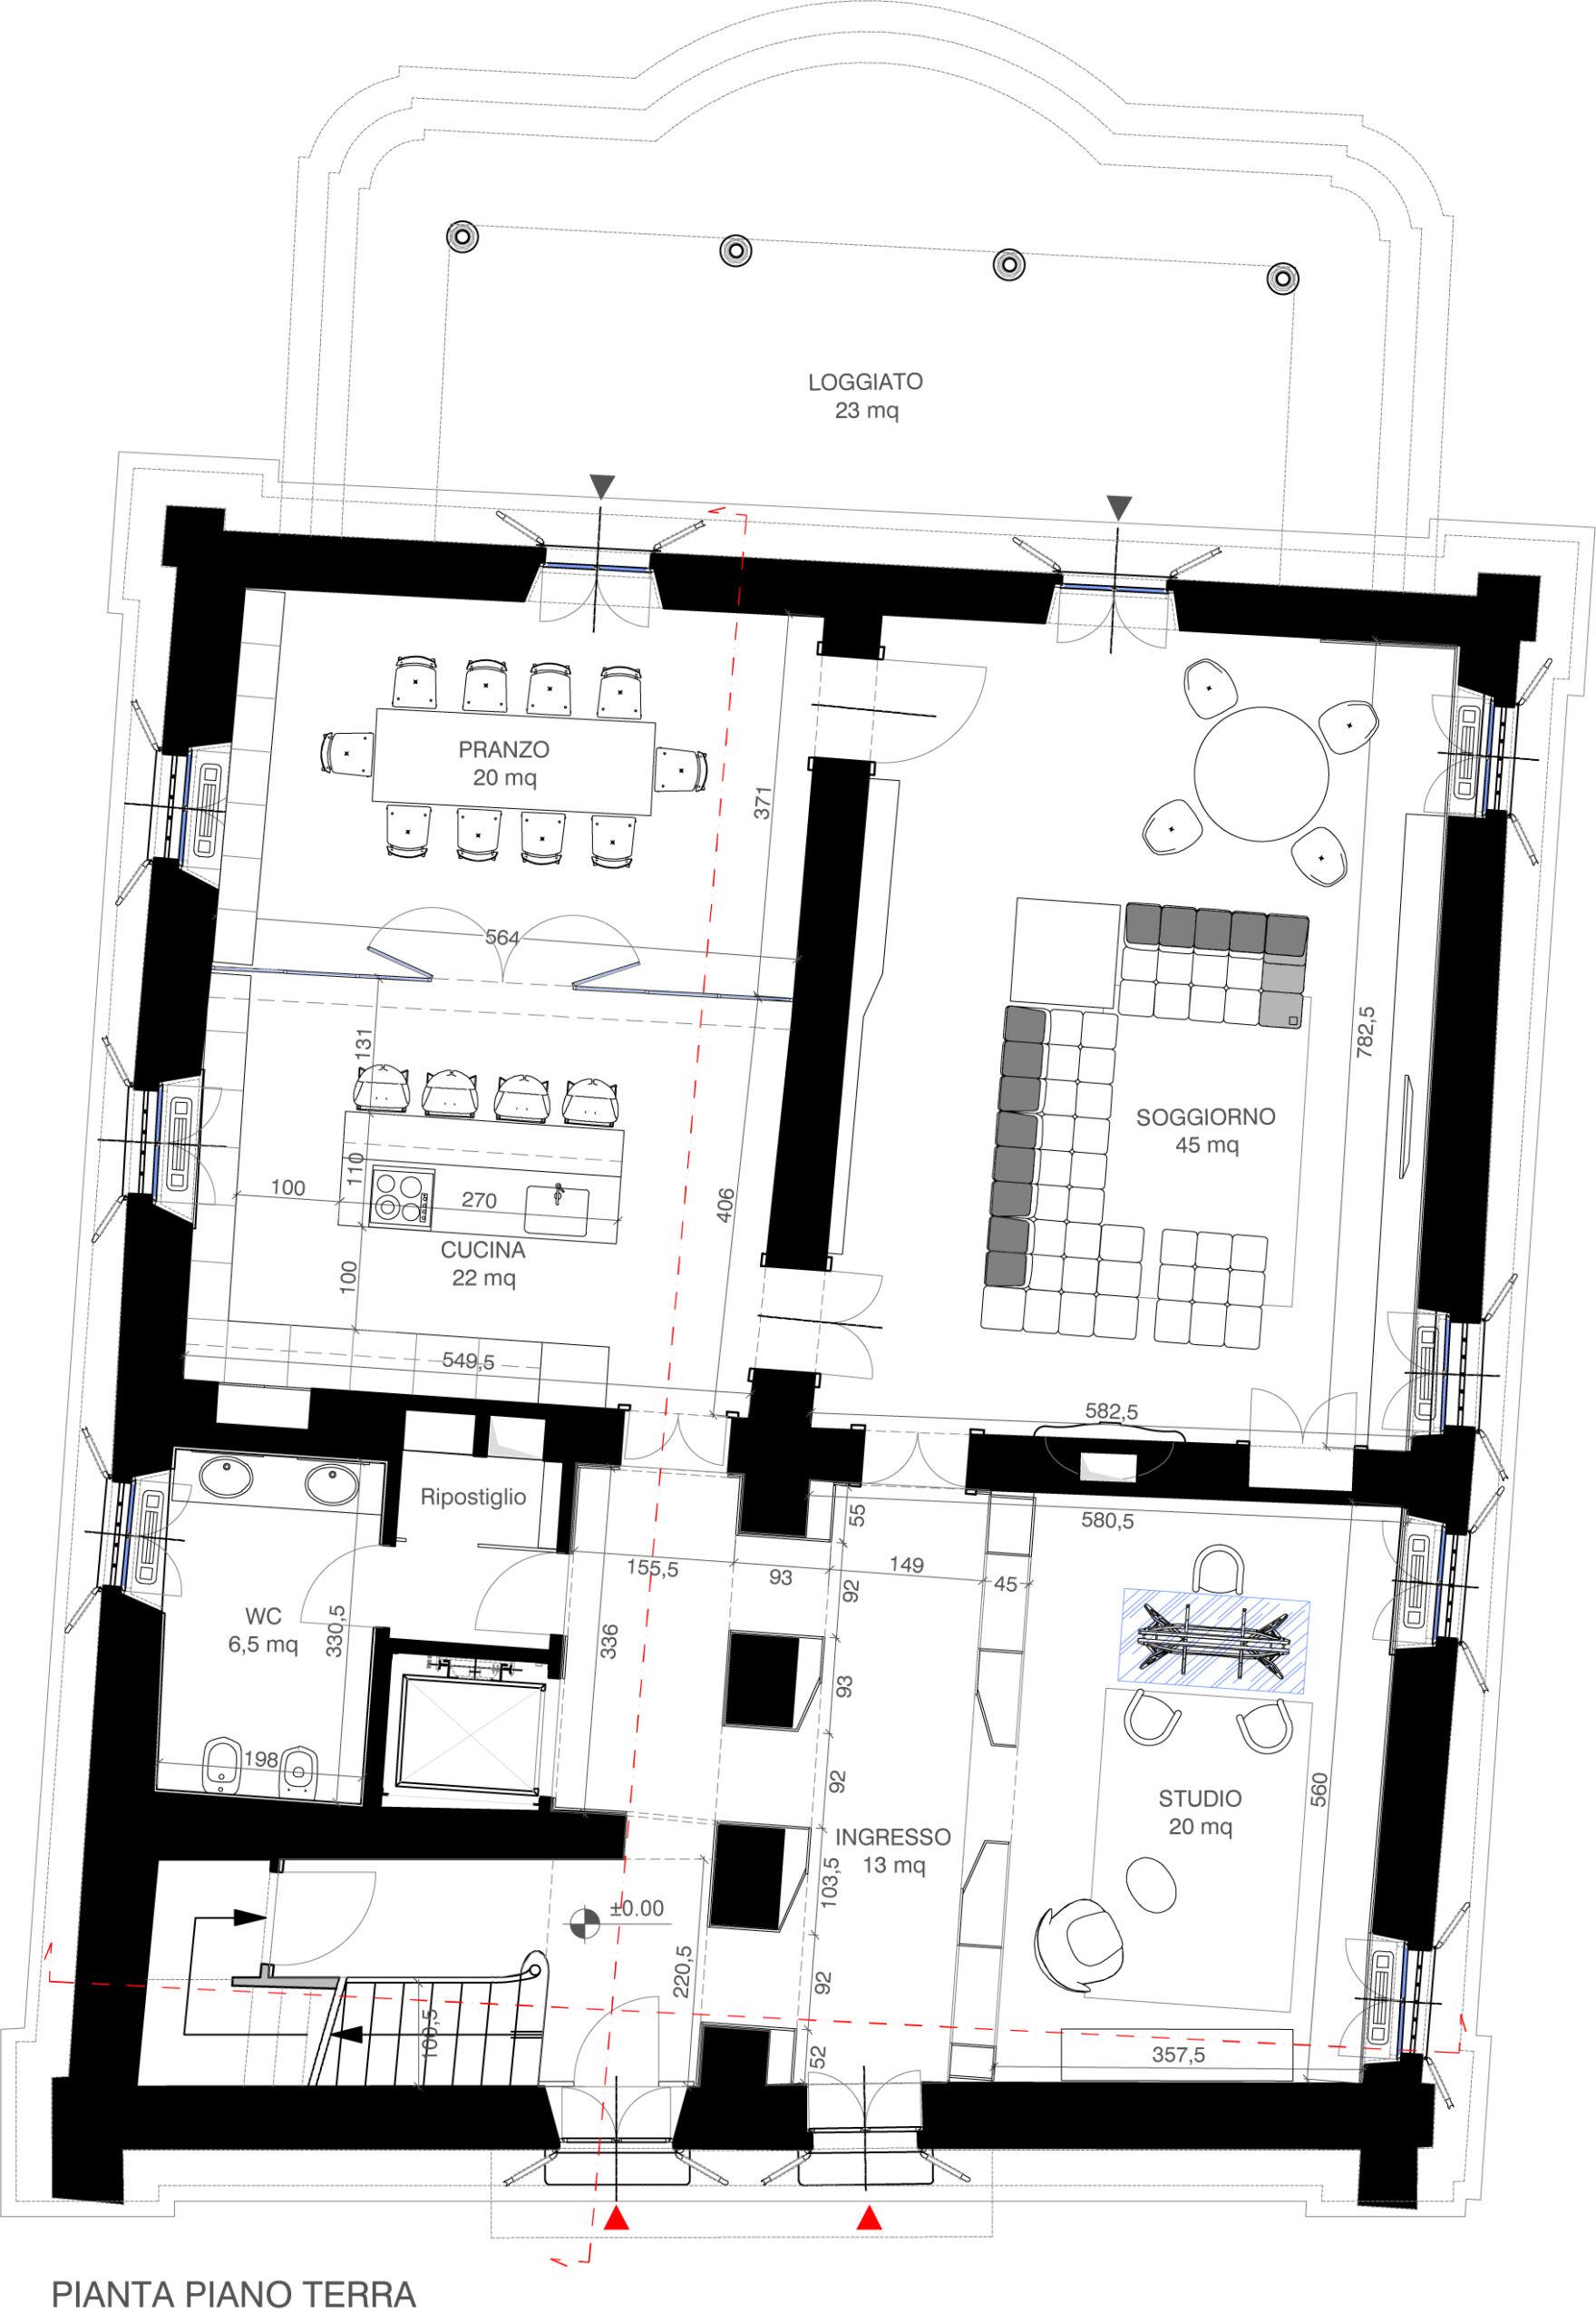 LOGGIATO
23 mq
PRANZO
20 mq
371
564
782,5
131
SOGGIORNO
45 mq
110
100
270
406
CUCINA
22 mq
100
549,5
582,5
Ripostiglio
55
580,5
155,5
93
149
45
92
WC
6,5 mq
330,5
336
93
198
92
STUDIO
20 mq
560
INGRESSO
13 mq
103,5
±0.00
220,5
92
100,5
52
357,5
PIANTA PIANO TERRA